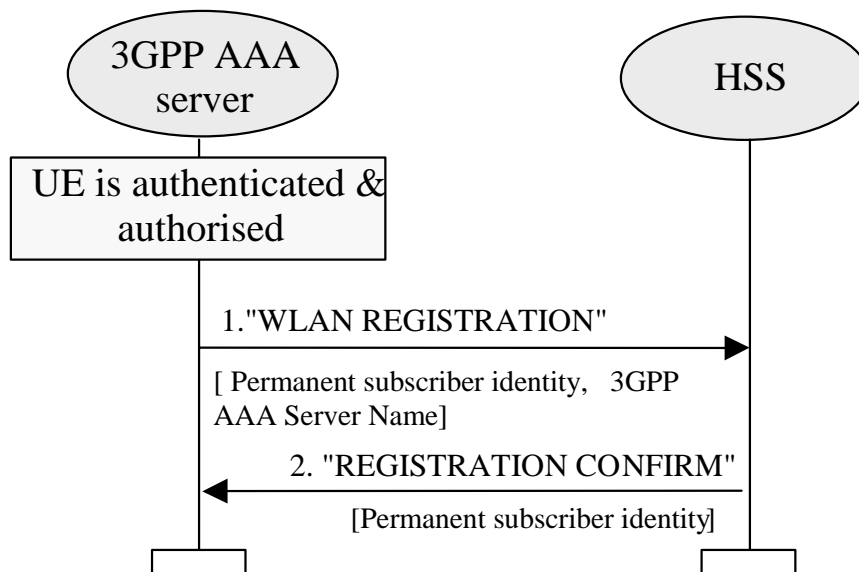 3GPP AAA
server
HSS
UE is authenticated &
authorised
1."WLAN REGISTRATION"
[ Permanent subscriber identity, 3GPP
AAA Server Name]
2. "REGISTRATION CONFIRM"
[Permanent subscriber identity]